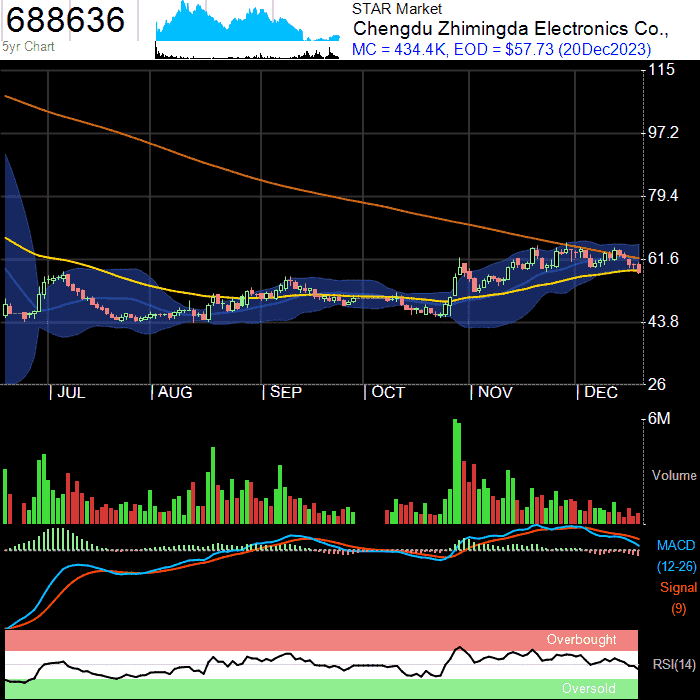 688636
5yr Chart
STAR Market
Chengdu Zhimingda Electronics Co.,
MC = 434.4K, EOD = $57.73 (20Dec2023)
115
97.2
79.4
61.6
43.8
26
| JUL | AUG | SEP | OCT | NOV | DEC
6M
Volume
MACD
(12-26)
Signal
(9)
Overbought
RSI(14)
Oversold